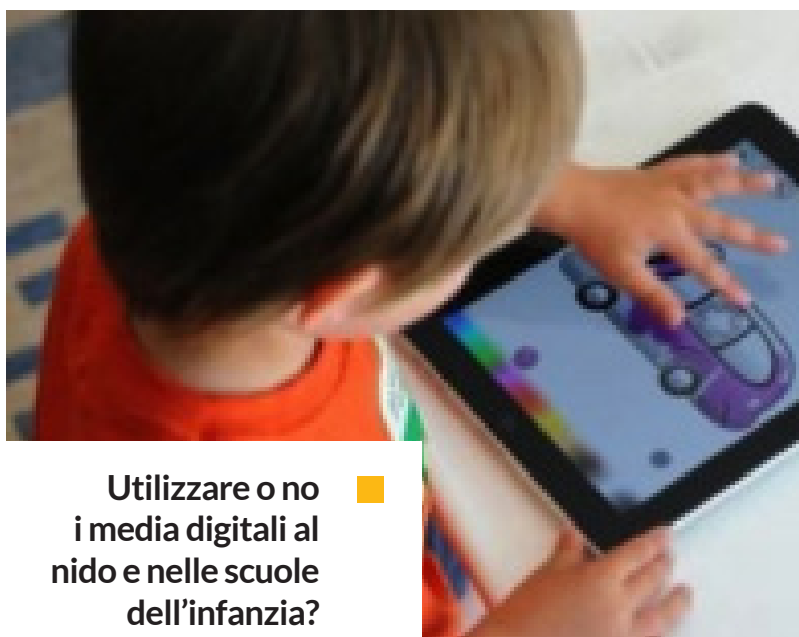 Utilizzare o no
i media digitali al
nido e nelle scuole
dell’infanzia?